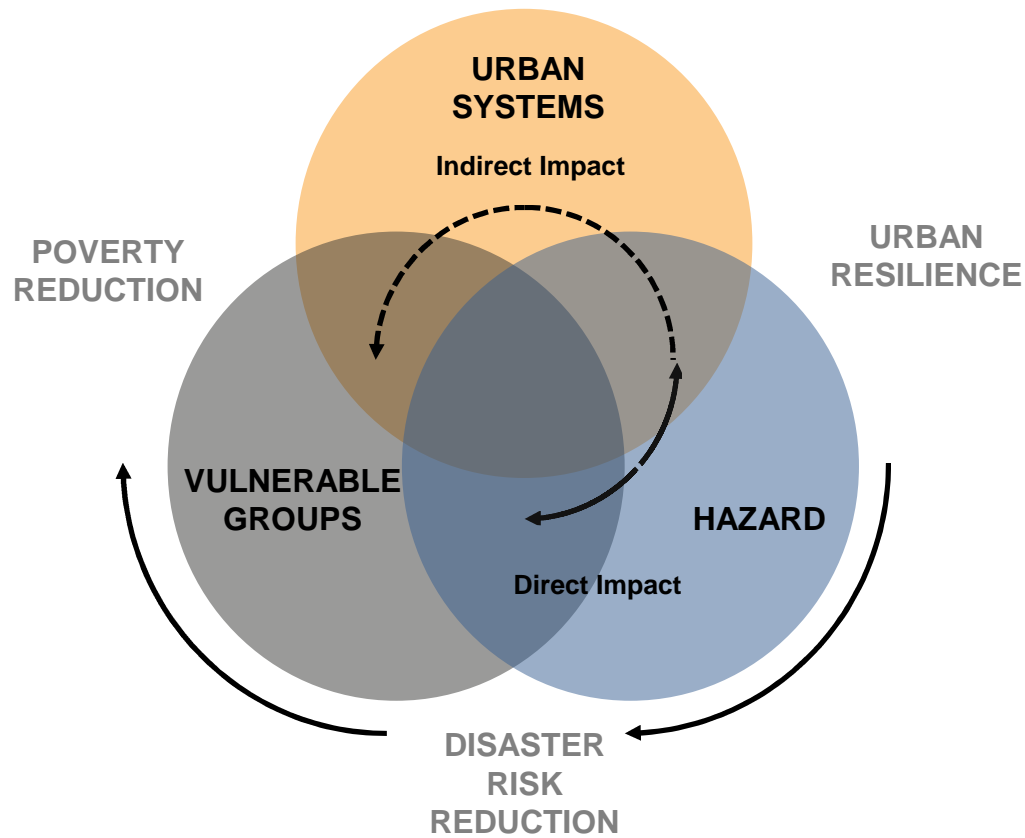 URBAN
SYSTEMS
Indirect Impact
POVERTY
REDUCTION
URBAN
RESILIENCE
VULNERABLE
GROUPS
HAZARD
Direct Impact
DISASTER
RISK
REDUCTION